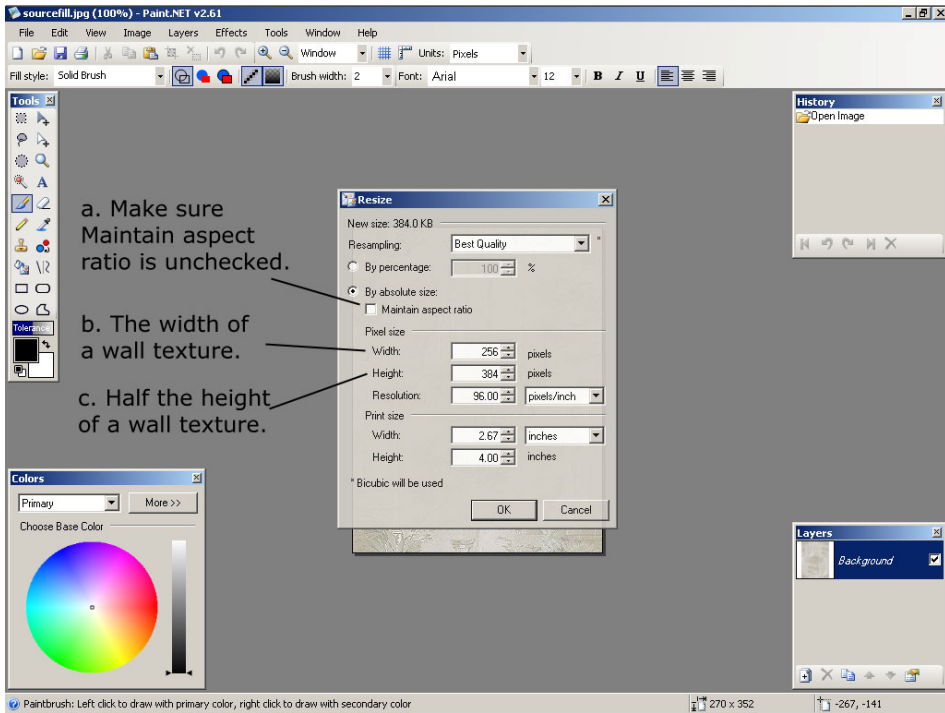 sourcefill.jpg (100%) - Paint.NET v2.61
File Edit View Image Layers Effects Tools Window Help
Window Units: Pixels
Fill style: Solid Brush Brush width: 2 Font: Arial 12 B I U
Tools
A
Tolerance
History
Open Image
a. Make sure
Maintain aspect
ratio is unchecked.
b. The width of
a wall texture.
c. Half the height
of a wall texture.
Resize
New size: 384.0 KB
Resampling: Best Quality *
By percentage: 100 %
By absolute size:
Maintain aspect ratio
Pixel size
Width: 256 pixels
Height: 384 pixels
Resolution: 96.00 pixels/inch
Print size
Width: 2.67 inches
Height: 4.00 inches
* Bicubic will be used
OK Cancel
Colors
Primary More >>
Choose Base Color
Layers
Background
Paintbrush: Left click to draw with primary color, right click to draw with secondary color 270 x 352 -267, -141